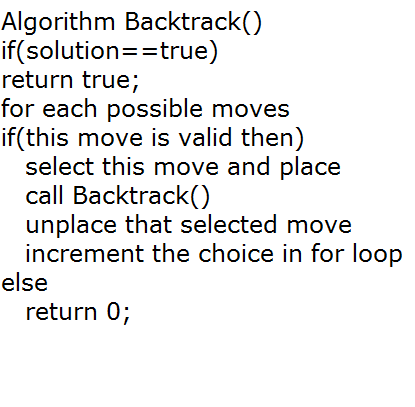 Algorithm Backtrack()
if(solution==true)
return true;
for each possible moves
if(this move is valid then)
select this move and place
call Backtrack()
unplace that selected move
increment the choice in for loop
else
return 0;